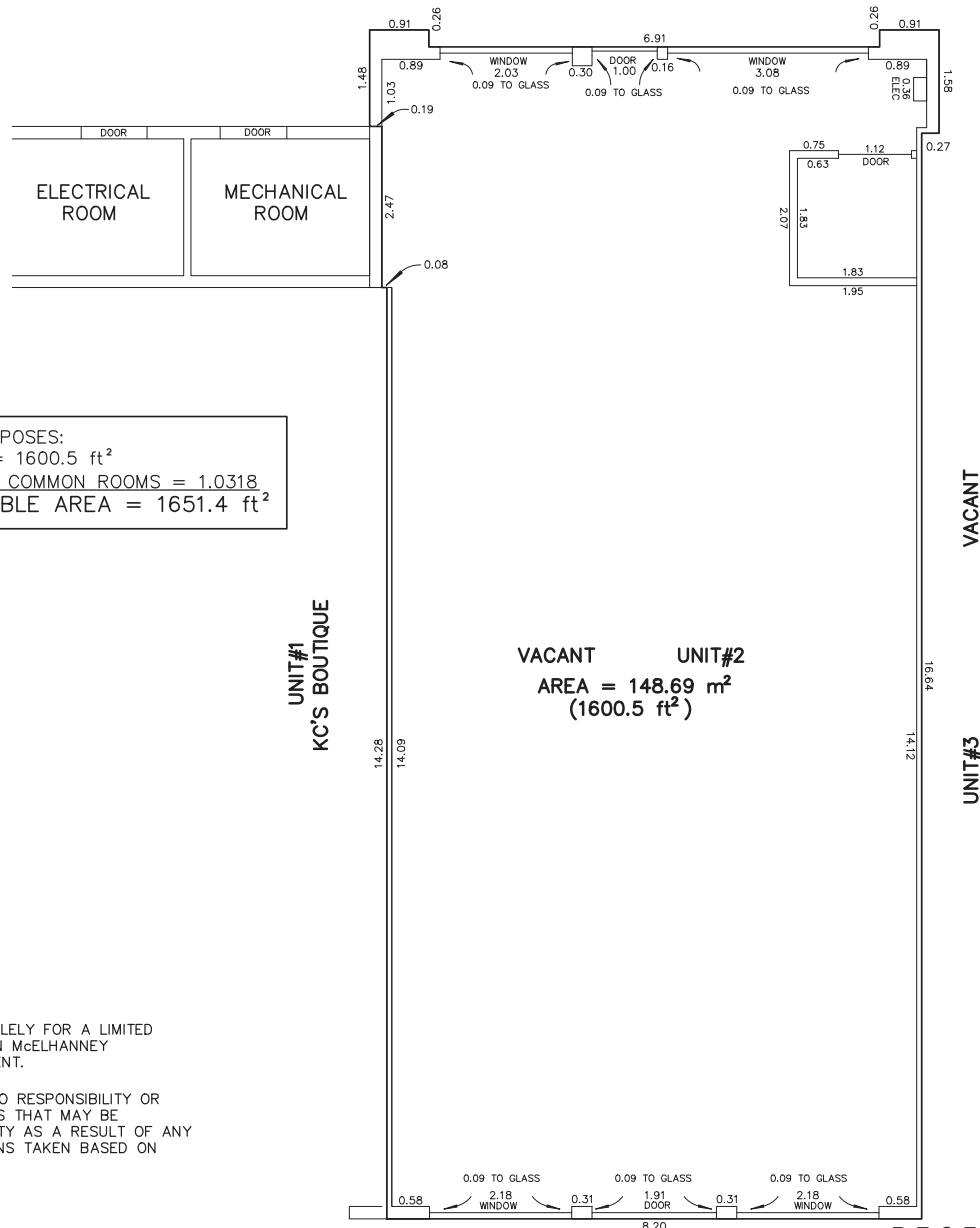 0.91
0.26
6.91
0.26
0.91
0.89
WINDOW
2.03
0.09 TO GLASS
0.30
DOOR
1.00
0.09 TO GLASS
0.16
WINDOW
3.08
0.09 TO GLASS
0.89
1.48
1.03
0.36
ELEC
1.58
0.19
DOOR
DOOR
0.27
0.75
0.63
1.12
DOOR
ELECTRICAL
ROOM
MECHANICAL
ROOM
2.47
2.07
1.83
0.08
1.83
1.95
POSES:
= 1600.5 ft²
COMMON ROOMS = 1.0318
BLE AREA = 1651.4 ft²
VACANT
UNIT#1
KC'S BOUTIQUE
VACANT UNIT#2
AREA = 148.69 m²
(1600.5 ft²)
16.64
14.28
14.09
14.12
UNIT#3
LELY FOR A LIMITED
N McELHANNEY
ENT.
O RESPONSIBILITY OR
S THAT MAY BE
TY AS A RESULT OF ANY
NS TAKEN BASED ON
0.09 TO GLASS
0.09 TO GLASS
0.09 TO GLASS
0.58
2.18
WINDOW
0.31
1.91
DOOR
0.31
2.18
WINDOW
0.58
8.20